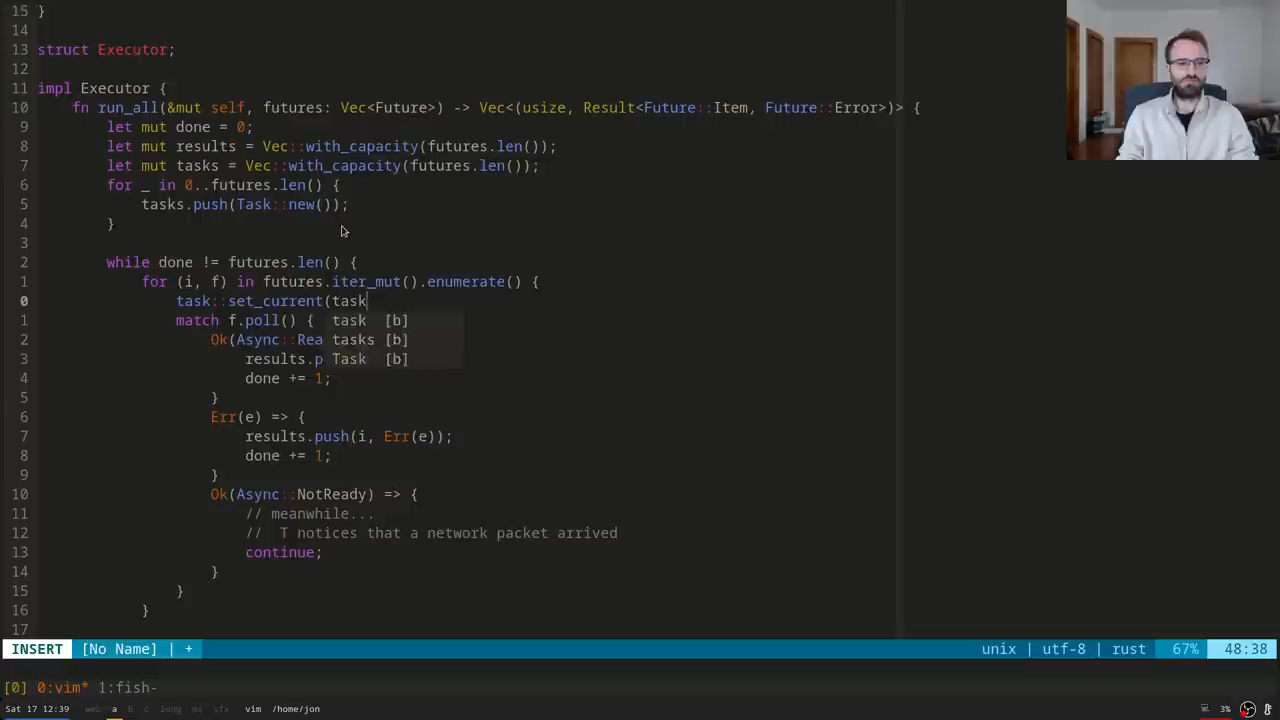 15 }
14
13 struct Executor;
12
11 impl Executor {
10     fn run_all(&mut self, futures: Vec<Future>) -> Vec<(usize, Result<Future::Item, Future::Error>)> {
9         let mut done = 0;
8         let mut results = Vec::with_capacity(futures.len());
7         let mut tasks = Vec::with_capacity(futures.len());
6         for _ in 0..futures.len() {
5             tasks.push(Task::new());
4         }
3
2         while done != futures.len() {
1             for (i, f) in futures.iter_mut().enumerate() {
0                 task::set_current(task
1                 match f.poll() {  task  [b]
2                     Ok(Async::Rea tasks [b]
3                         results.p Task  [b]
4                         done += 1;
5                     }
6                     Err(e) => {
7                         results.push(i, Err(e));
8                         done += 1;
9                     }
10                     Ok(Async::NotReady) => {
11                         // meanwhile...
12                         //  T notices that a network packet arrived
13                         continue;
14                     }
15                 }
16             }
17
INSERT [No Name] | + unix | utf-8 | rust 67% 48:38
[0] 0:vim* 1:fish-
Sat 17 12:39 web a b c lung mx cfx vim /home/jon 3%